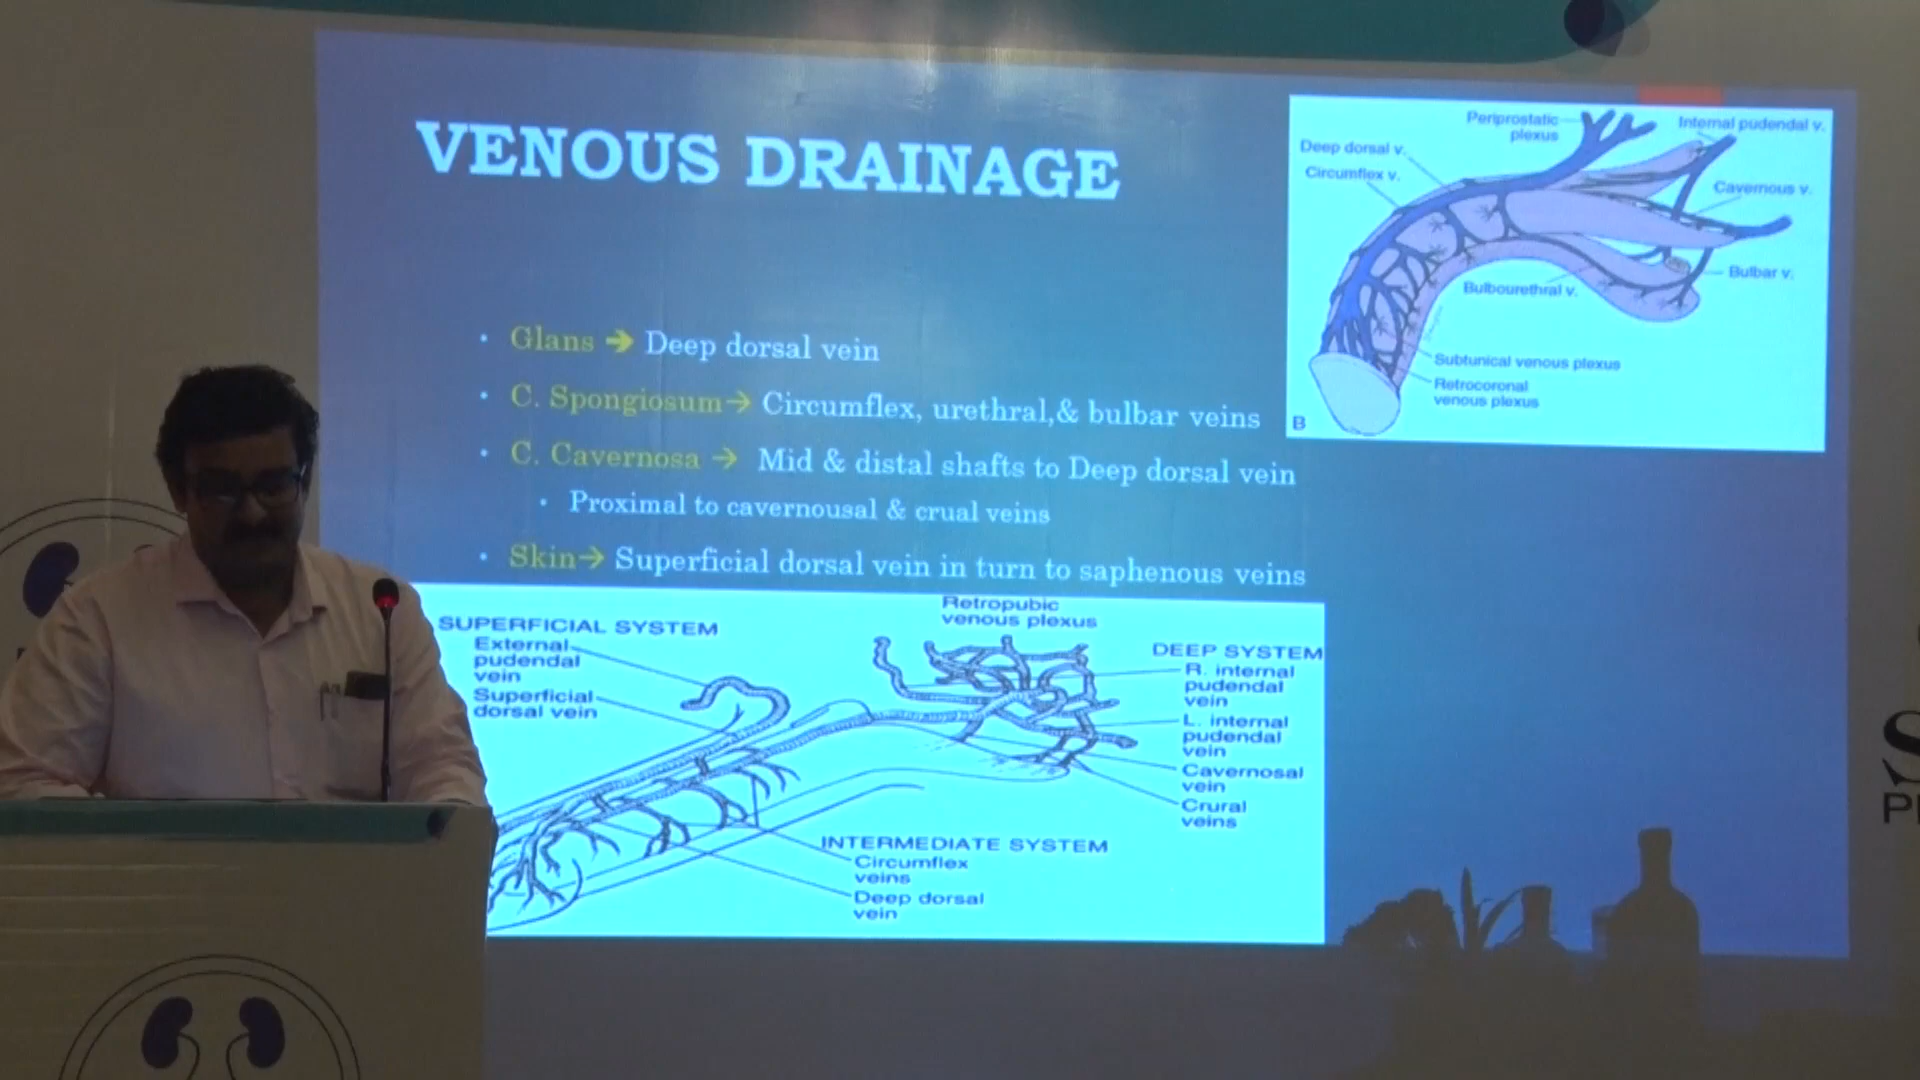 VENOUS DRAINAGE
• Glans → Deep dorsal vein
• C. Spongiosum→ Circumflex, urethral,& bulbar veins
• C. Cavernosa → Mid & distal shafts to Deep dorsal vein
• Proximal to cavernousal & crual veins
• Skin→ Superficial dorsal vein in turn to saphenous veins
Periprostatic
plexus
Internal pudendal v.
Deep dorsal v.
Circumflex v.
Cavernous v.
Bulbar v.
Bulbourethral v.
Subtunical venous plexus
Retrocoronal
venous plexus
B
SUPERFICIAL SYSTEM
External
pudendal
vein
Superficial
dorsal vein
Retropubic
venous plexus
DEEP SYSTEM
R. internal
pudendal
vein
L. internal
pudendal
vein
Cavernosal
vein
Crural
veins
INTERMEDIATE SYSTEM
Circumflex
veins
Deep dorsal
vein